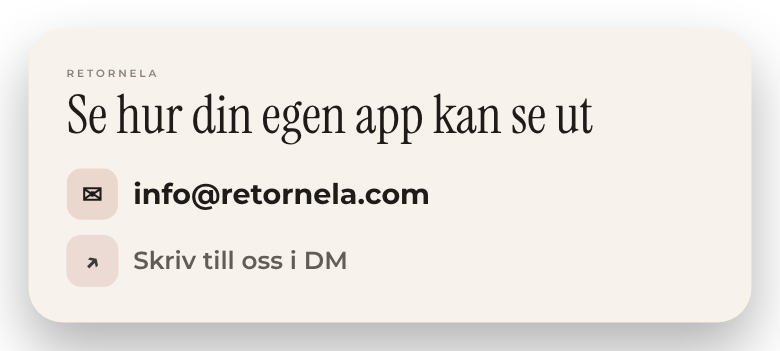 RETORNELA
Se hur din egen app kan se ut
info@retornela.com
Skriv till oss i DM